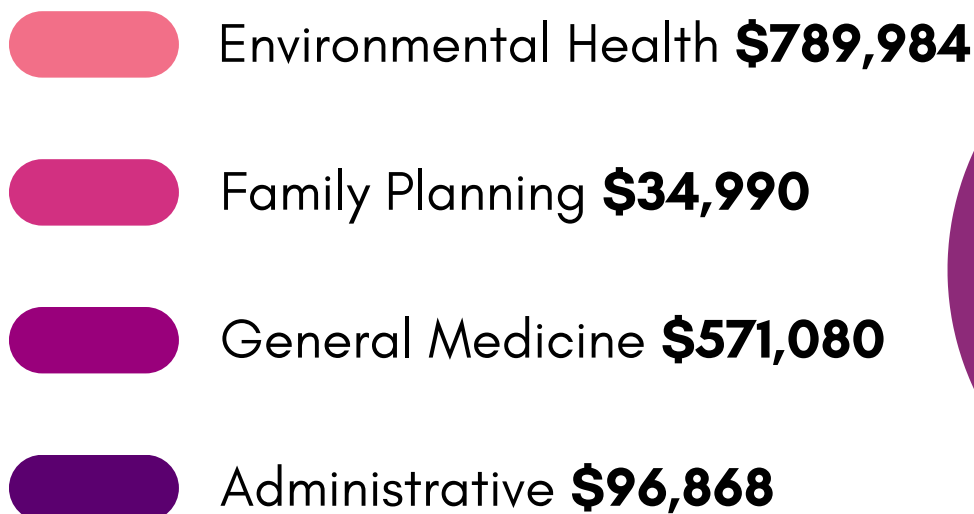 Environmental Health $789,984
Family Planning $34,990
General Medicine $571,080
Administrative $96,868